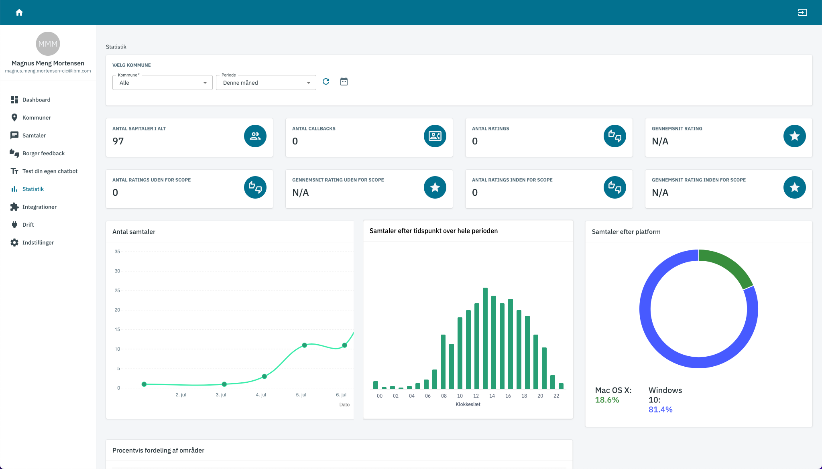 MMM
Magnus Meng Mortensen
Dashboard
Kommuner
Samtaler
Borger feedback
Test din egen chatbot
Statistik
Integrationer
Drift
Indstillinger
Statistik
VÆLG KOMMUNE
Kommune*
Alle
Periode
Denne måned
ANTAL SAMTALER I ALT
97
ANTAL CALLBACKS
0
ANTAL RATINGS
0
GENNEMSNIT RATING
N/A
ANTAL RATINGS UDEN FOR SCOPE
0
GENNEMSNIT RATING UDEN FOR SCOPE
N/A
ANTAL RATINGS INDEN FOR SCOPE
0
GENNEMSNIT RATING INDEN FOR SCOPE
N/A
Antal samtaler
35
30
25
20
15
10
5
0
2. jul 3. jul 4. jul 5. jul 6. jul
Dato
Samtaler efter tidspunkt over hele perioden
00 02 04 06 08 10 12 14 16 18 20 22
Klokkeslæt
Samtaler efter platform
Mac OS X:
18.6%
Windows
10:
81.4%
Procentvis fordeling af områder